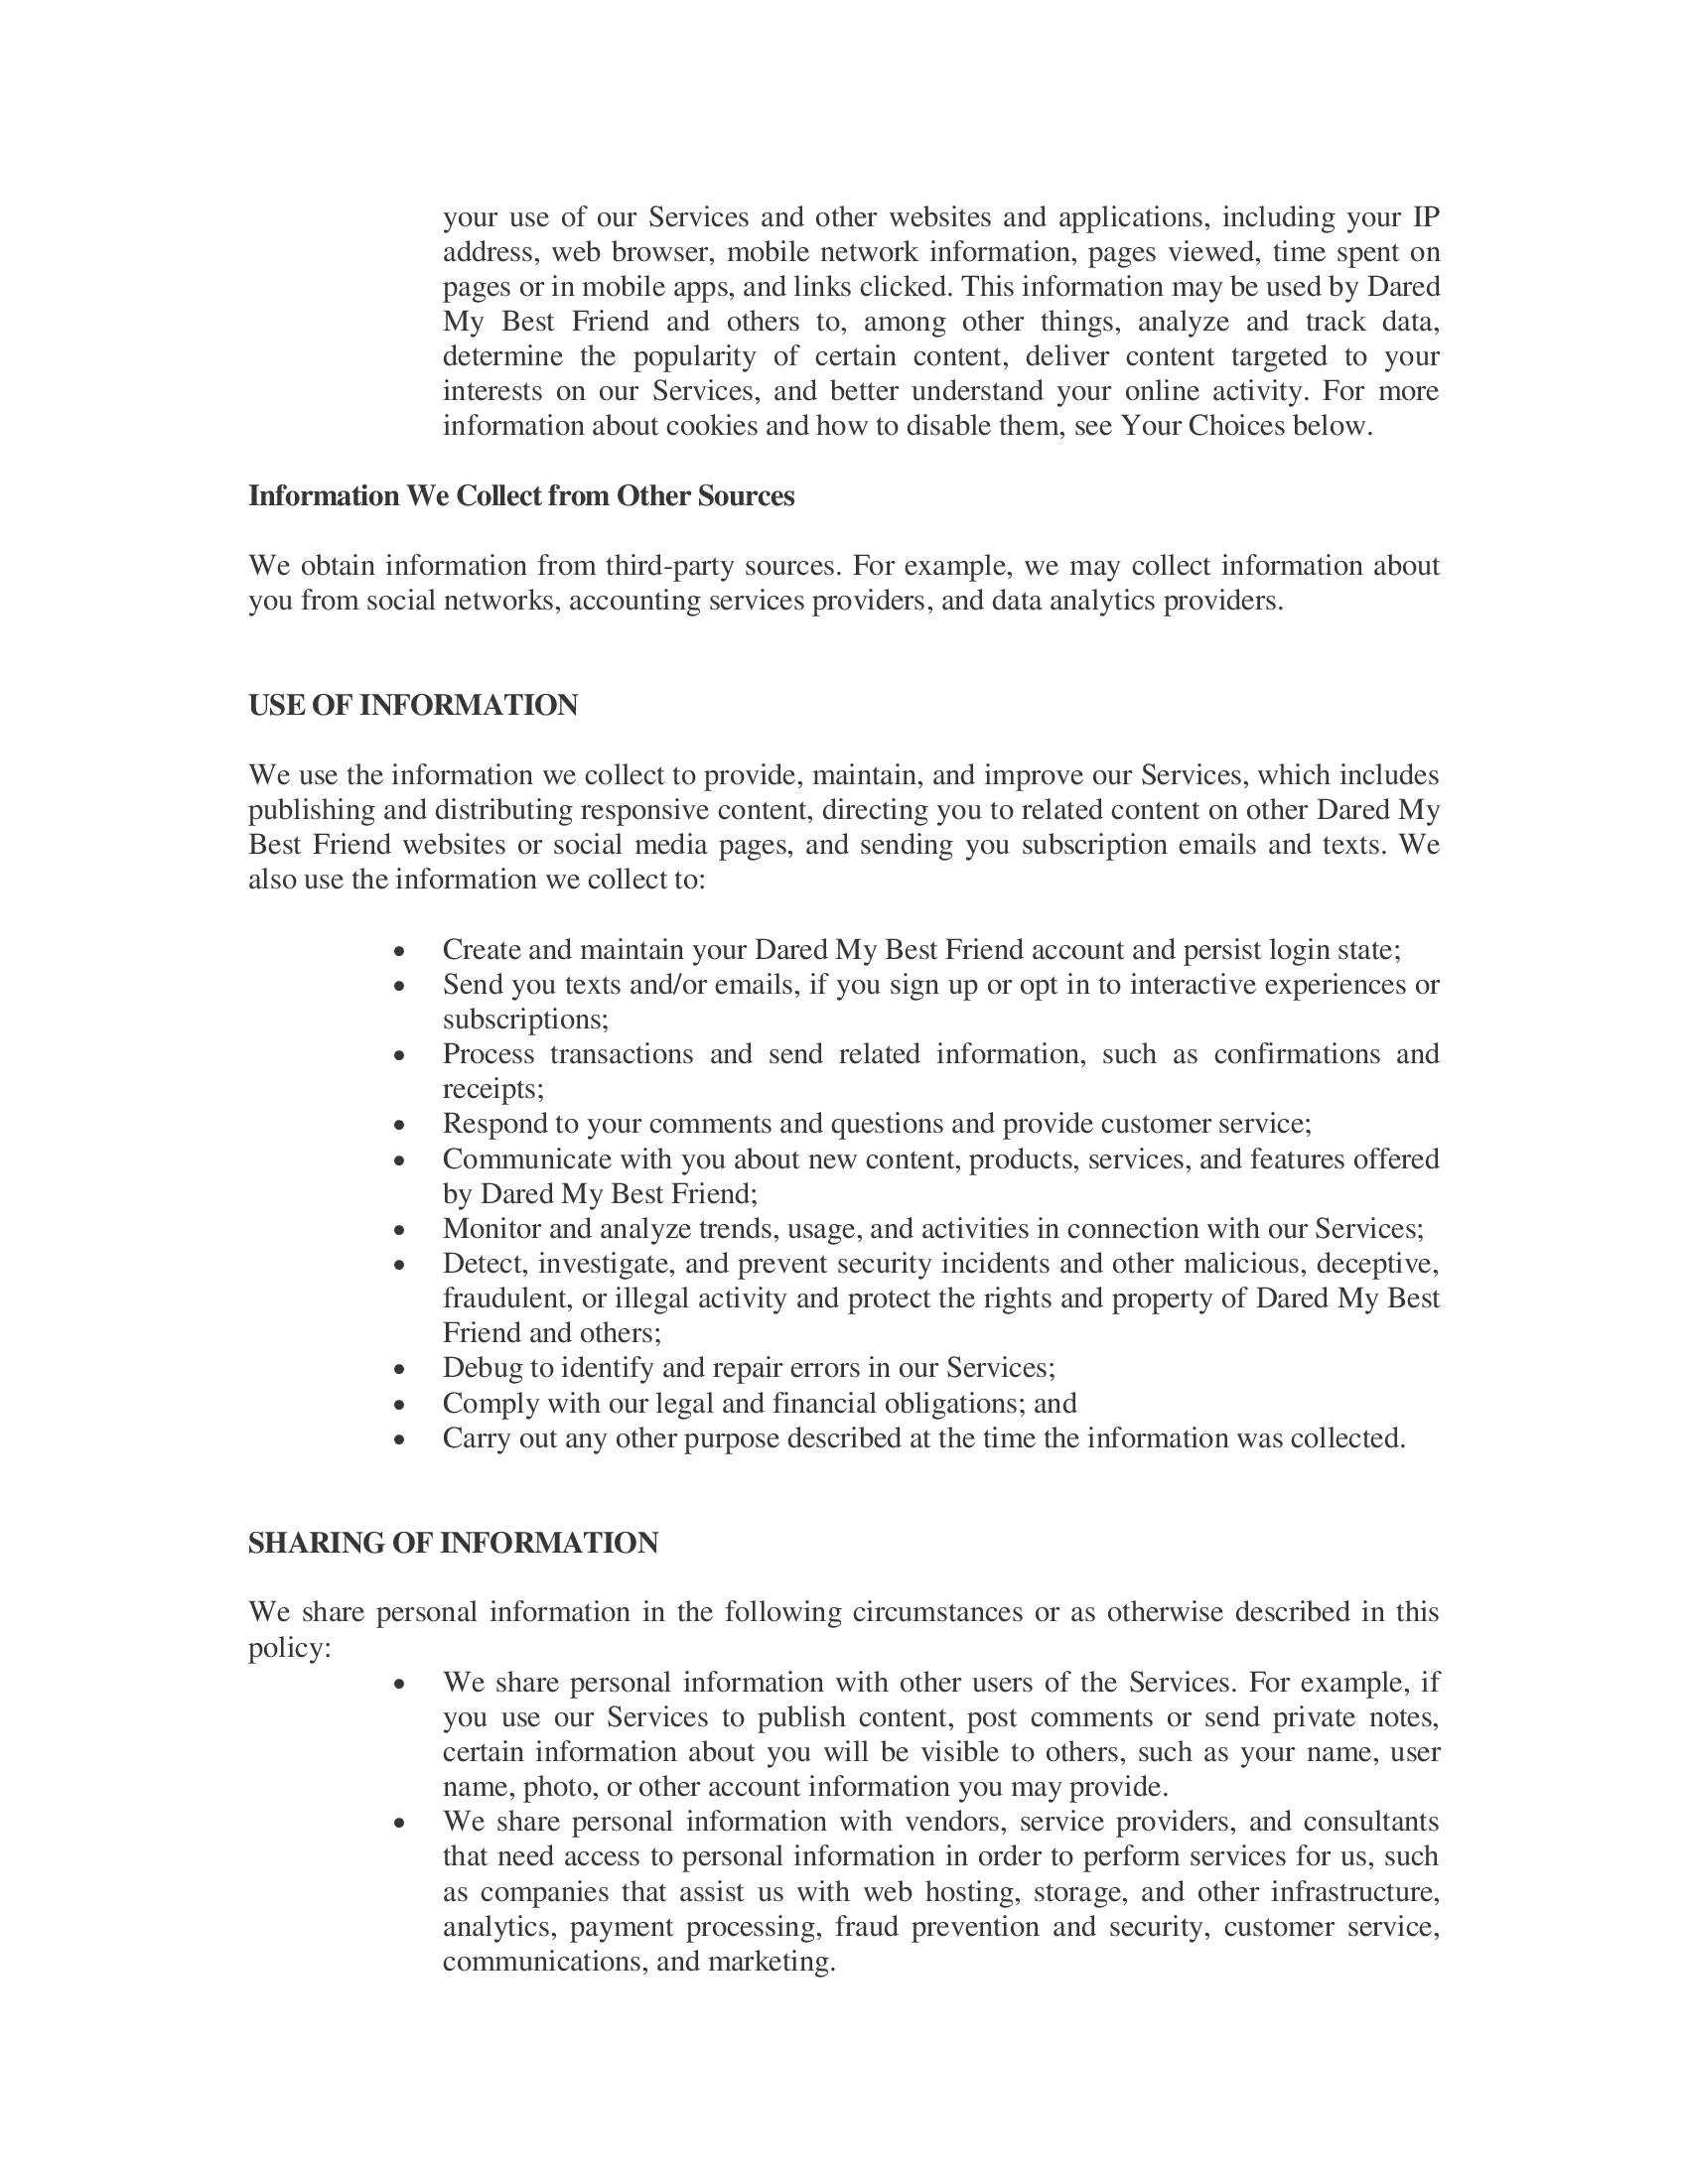 your use of our Services and other websites and applications, including your IP
address, web browser, mobile network information, pages viewed, time spent on
pages or in mobile apps, and links clicked. This information may be used by Dared
My Best Friend and others to, among other things, analyze and track data,
determine the popularity of certain content, deliver content targeted to your
interests on our Services, and better understand your online activity. For more
information about cookies and how to disable them, see Your Choices below.
Information We Collect from Other Sources
We obtain information from third-party sources. For example, we may collect information about
you from social networks, accounting services providers, and data analytics providers.
USE OF INFORMATION
We use the information we collect to provide, maintain, and improve our Services, which includes
publishing and distributing responsive content, directing you to related content on other Dared My
Best Friend websites or social media pages, and sending you subscription emails and texts. We
also use the information we collect to:
• Create and maintain your Dared My Best Friend account and persist login state;
• Send you texts and/or emails, if you sign up or opt in to interactive experiences or
subscriptions;
• Process transactions and send related information, such as confirmations and
receipts;
• Respond to your comments and questions and provide customer service;
• Communicate with you about new content, products, services, and features offered
by Dared My Best Friend;
• Monitor and analyze trends, usage, and activities in connection with our Services;
• Detect, investigate, and prevent security incidents and other malicious, deceptive,
fraudulent, or illegal activity and protect the rights and property of Dared My Best
Friend and others;
• Debug to identify and repair errors in our Services;
• Comply with our legal and financial obligations; and
• Carry out any other purpose described at the time the information was collected.
SHARING OF INFORMATION
We share personal information in the following circumstances or as otherwise described in this
policy:
• We share personal information with other users of the Services. For example, if
you use our Services to publish content, post comments or send private notes,
certain information about you will be visible to others, such as your name, user
name, photo, or other account information you may provide.
• We share personal information with vendors, service providers, and consultants
that need access to personal information in order to perform services for us, such
as companies that assist us with web hosting, storage, and other infrastructure,
analytics, payment processing, fraud prevention and security, customer service,
communications, and marketing.